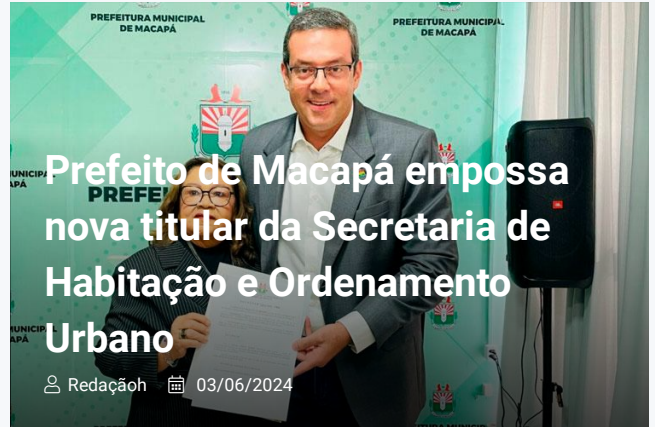 PREFEITURA MUNICIPAL
DE MACAPÁ
PREFEITURA MUNICIPAL
DE MACAPÁ
Prefeito de Macapá empossa
nova titular da Secretaria de
Habitação e Ordenamento
Urbano
Redaçãoh 03/06/2024
JBL